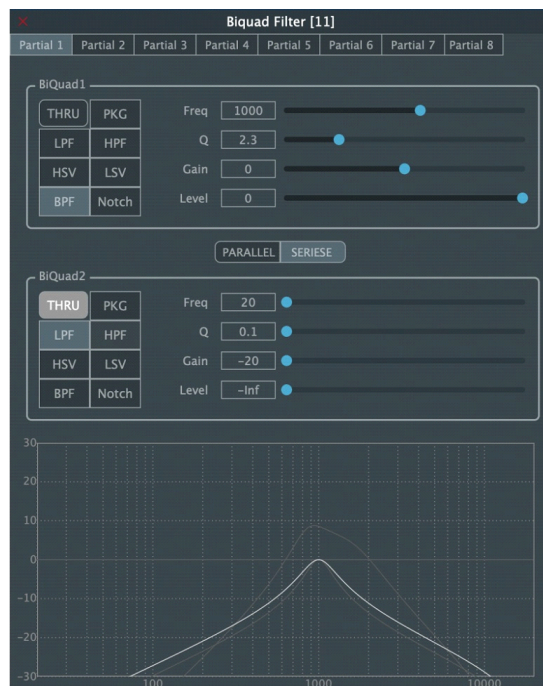 Biquad Filter [11]
Partial 1 Partial 2 Partial 3 Partial 4 Partial 5 Partial 6 Partial 7 Partial 8
BiQuad1
THRU PKG Freq 1000
LPF HPF Q 2.3
HSV LSV Gain 0
BPF Notch Level 0
PARALLEL SERIESE
BiQuad2
THRU PKG Freq 20
LPF HPF Q 0.1
HSV LSV Gain -20
BPF Notch Level -Inf
30
20
10
0
-10
-20
-30
100 1000 10000